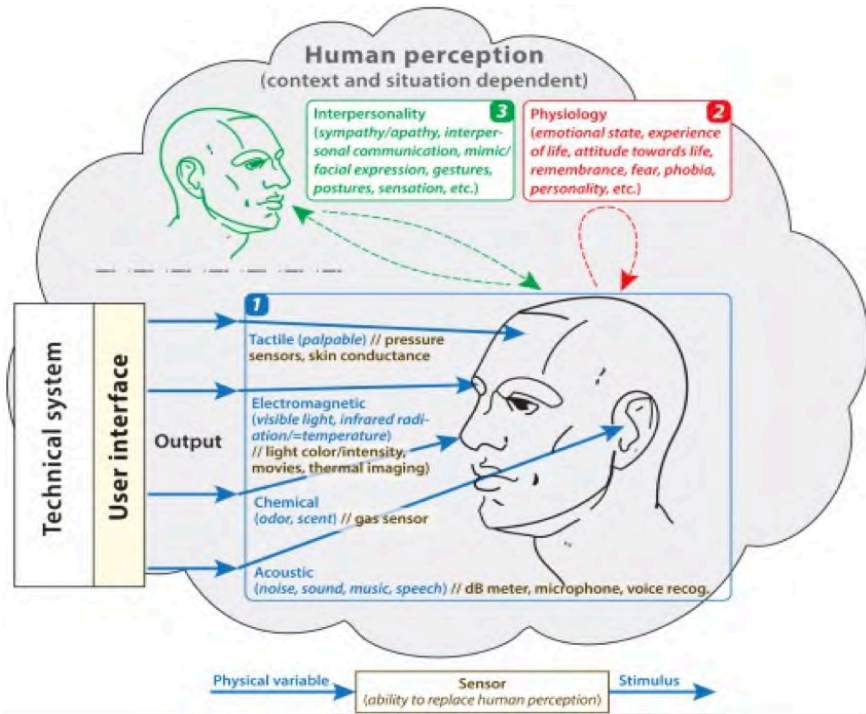 Human perception
(context and situation dependent)
Interpersonality
3
(sympathy/apathy, interper-
sonal communication, mimic/
facial expression, gestures,
postures, sensation, etc.)
Physiology
2
(emotional state, experience
of life, attitude towards life,
remembrance, fear, phobia,
personality, etc.)
Technical system
User interface
Output
1
Tactile (palpable) // pressure
sensors, skin conductance
Electromagnetic
(visible light, infrared radi-
ation/=temperature)
// light color/intensity,
movies, thermal imaging)
Chemical
(odor, scent) // gas sensor
Acoustic
(noise, sound, music, speech) // dB meter, microphone, voice recog.
Physical variable
Sensor
(ability to replace human perception)
Stimulus